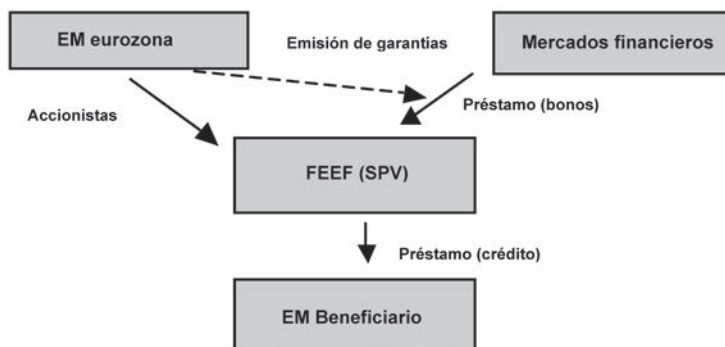 EM eurozona
Emisión de garantías
Mercados financieros
Accionistas
Préstamo (bonos)
FEEF (SPV)
Préstamo (crédito)
EM Beneficiario